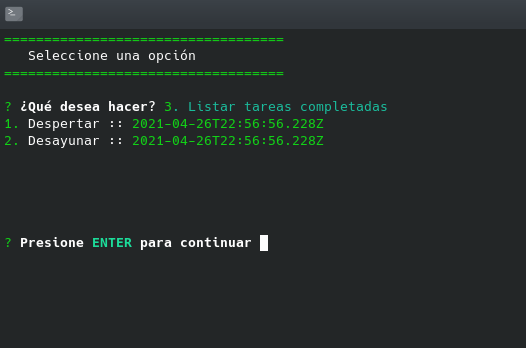 ===================================
Seleccione una opción
===================================
? ¿Qué desea hacer? 3. Listar tareas completadas
1. Despertar :: 2021-04-26T22:56:56.228Z
2. Desayunar :: 2021-04-26T22:56:56.228Z
? Presione ENTER para continuar